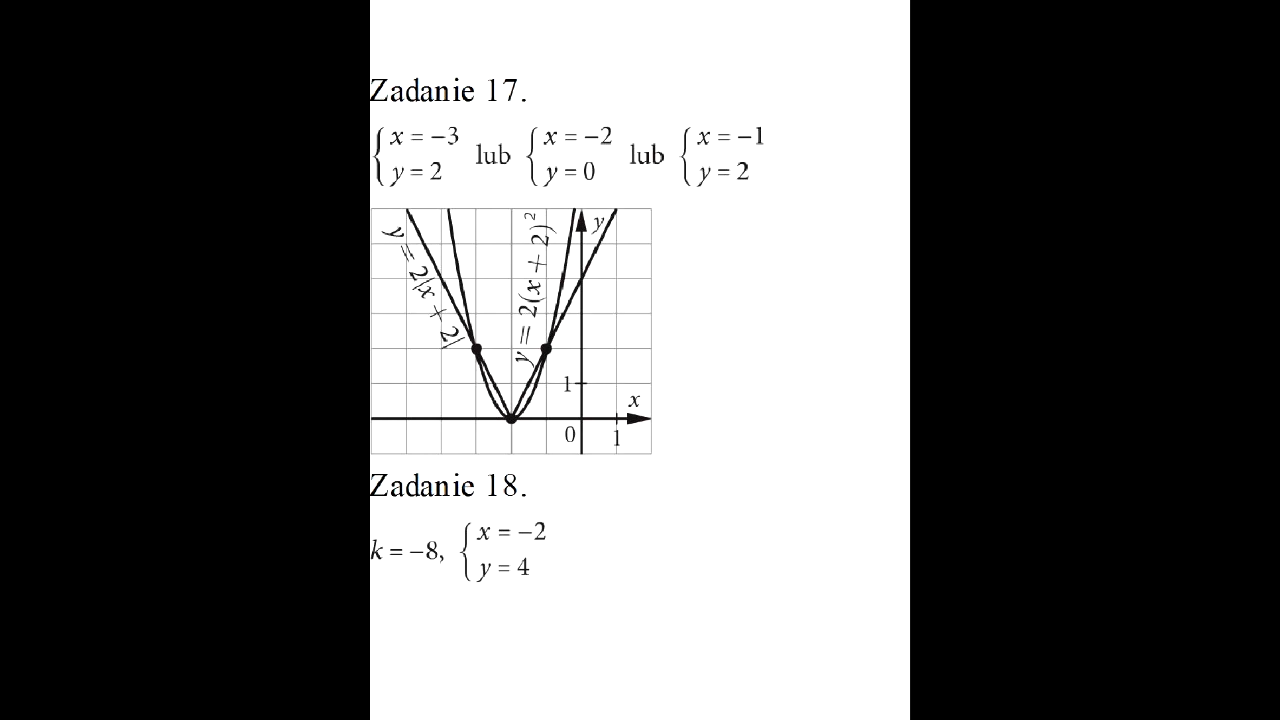 Zadanie 17.
{ x = −3 lub { x = −2 lub { x = −1
y = 2 y = 0 y = 2
y = 2|x + 2|
y = 2(x + 2)²
y
1
x
0 1
Zadanie 18.
k = −8, { x = −2
y = 4